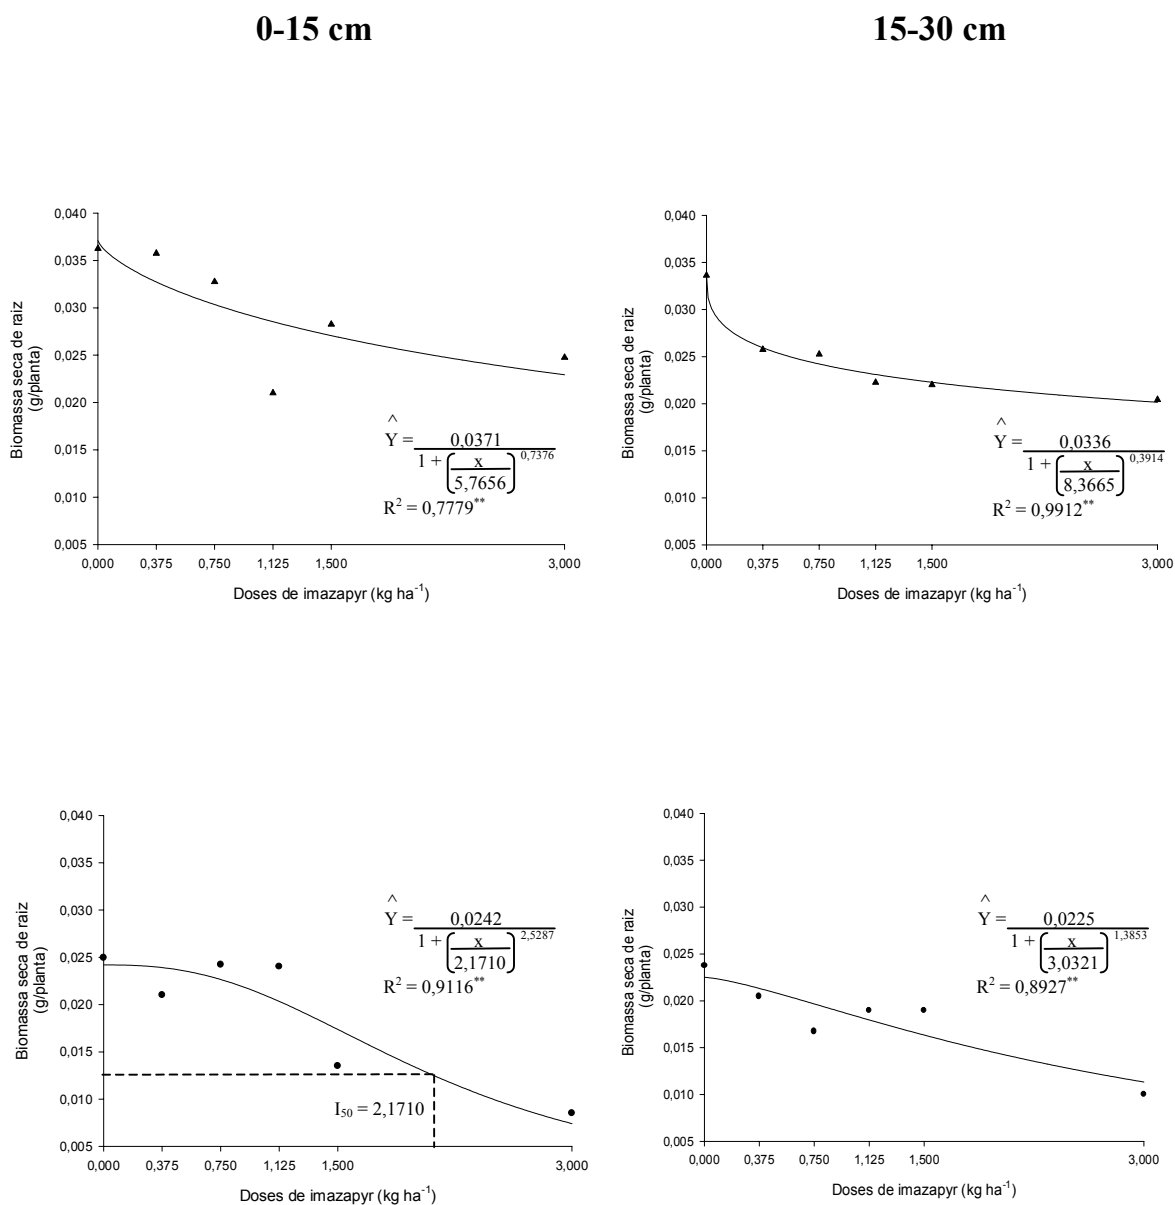 0-15 cm
15-30 cm
0,040
0,035
0,030
0,025
0,020
0,015
0,010
0,005
Biomassa seca de raiz
(g/planta)
^
Y = 0,0371
1 + [x
5,7656] 0,7376
R² = 0,7779**
0,000 0,375 0,750 1,125 1,500 3,000
Doses de imazapyr (kg ha⁻¹)
0,040
0,035
0,030
0,025
0,020
0,015
0,010
0,005
Biomassa seca de raiz
(g/planta)
^
Y = 0,0336
1 + [x
8,3665] 0,3914
R² = 0,9912**
0,000 0,375 0,750 1,125 1,500 3,000
Doses de imazapyr (kg ha⁻¹)
0,040
0,035
0,030
0,025
0,020
0,015
0,010
0,005
Biomassa seca de raiz
(g/planta)
^
Y = 0,0242
1 + [x
2,1710] 2,5287
R² = 0,9116**
I₅₀ = 2,1710
0,000 0,375 0,750 1,125 1,500 3,000
Doses de imazapyr (kg ha⁻¹)
0,040
0,035
0,030
0,025
0,020
0,015
0,010
0,005
Biomassa seca de raiz
(g/planta)
^
Y = 0,0225
1 + [x
3,0321] 1,3853
R² = 0,8927**
0,000 0,375 0,750 1,125 1,500 3,000
Doses de imazapyr (kg ha⁻¹)